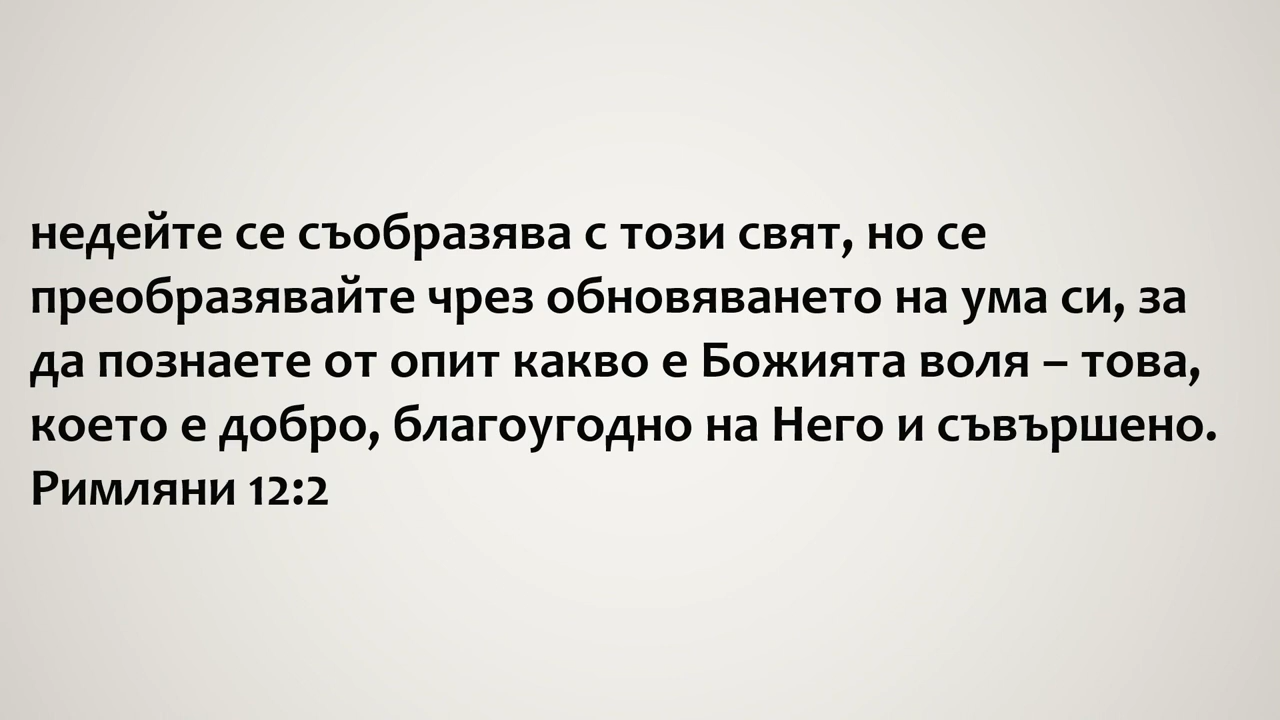 недейте се съобразява с този свят, но се
преобразявайте чрез обновяването на ума си, за
да познаете от опит какво е Божията воля – това,
което е добро, благоугодно на Него и съвършено.
Римляни 12:2